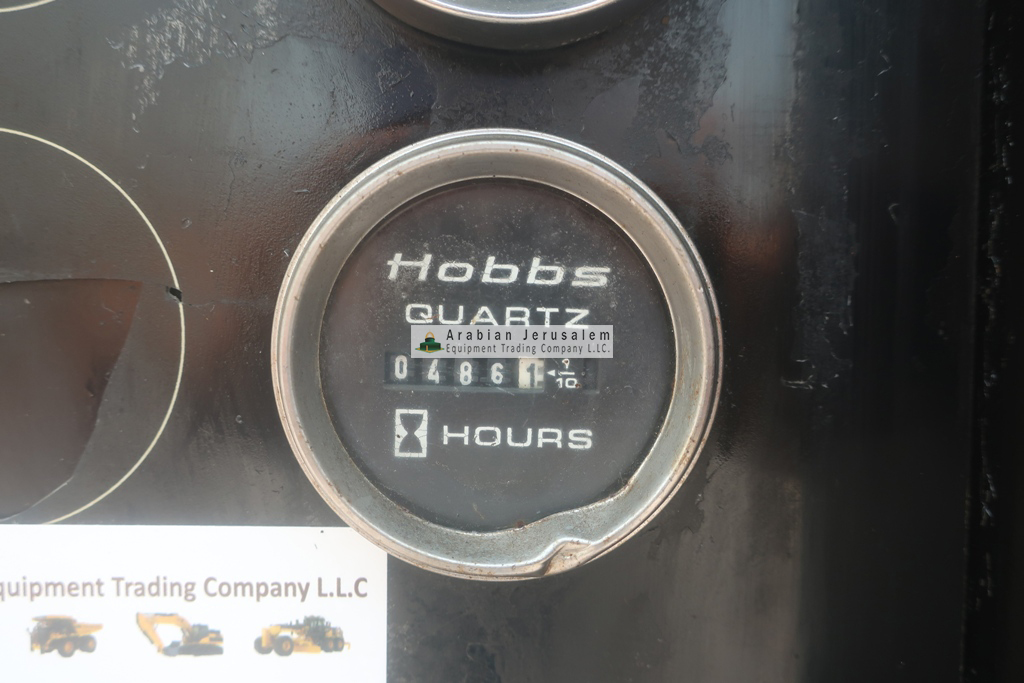 Hobbs
QUARTZ
Arabian Jerusalem
Equipment Trading Company L.L.C.
04861
1/10
HOURS
quipment Trading Company L.L.C